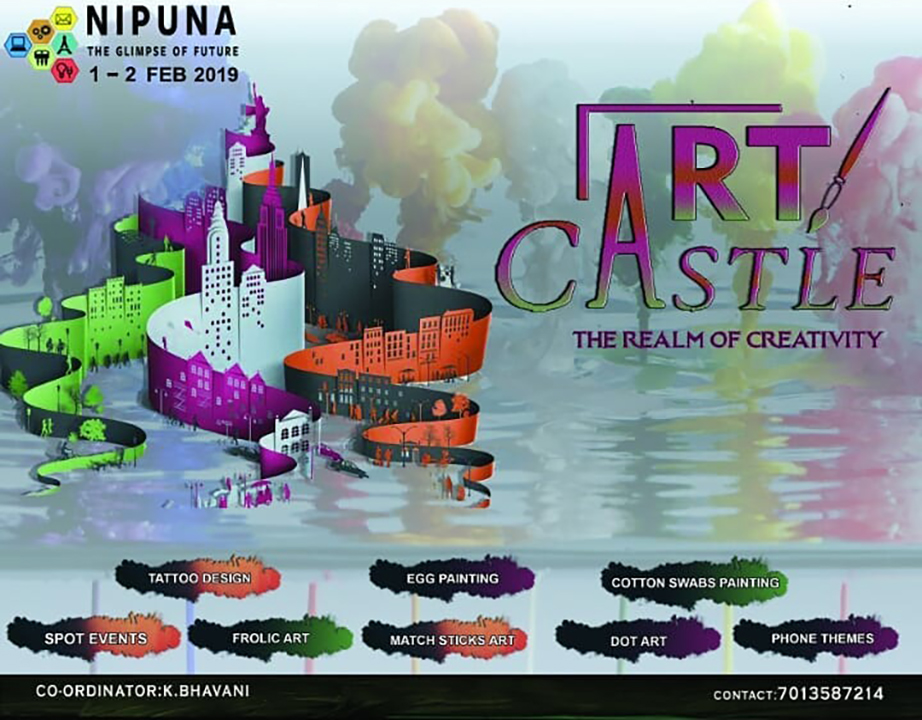 NIPUNA
THE GLIMPSE OF FUTURE
1 – 2 FEB 2019
ART
CASTLE
THE REALM OF CREATIVITY
TATTOO DESIGN
EGG PAINTING
COTTON SWABS PAINTING
SPOT EVENTS
FROLIC ART
MATCH STICKS ART
DOT ART
PHONE THEMES
CO-ORDINATOR:K.BHAVANI
CONTACT:7013587214